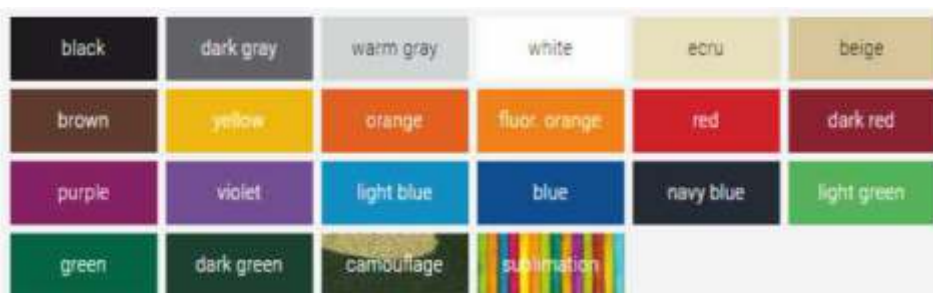 black dark gray warm gray white ecru beige
brown yellow orange fluor. orange red dark red
purple violet light blue blue navy blue light green
green dark green camouflage sublimation